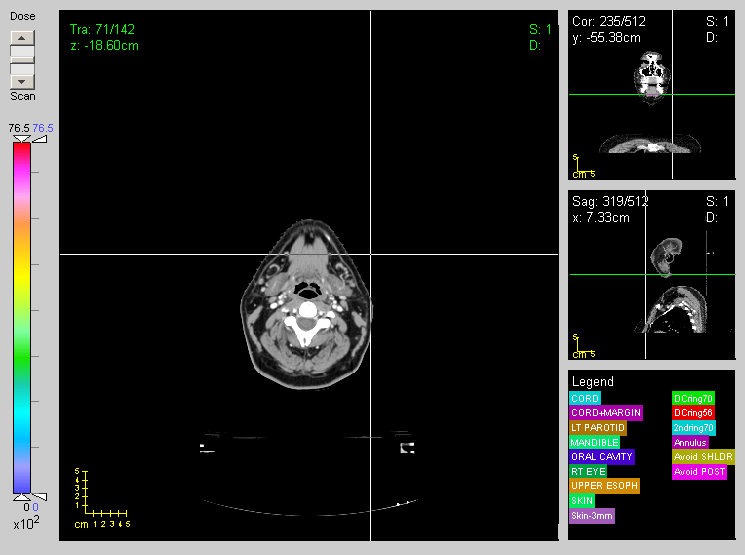 Dose
Scan
76.5 76.5
0 0
x10²
Tra: 71/142
z: -18.60cm
S: 1
D:
5
4
3
2
1
cm 1 2 3 4 5
Cor: 235/512
y: -55.38cm
S: 1
D:
s
cm 5
Sag: 319/512
x: 7.33cm
S: 1
D:
s
cm 5
Legend
CORD
CORD+MARGIN
LT PAROTID
MANDIBLE
ORAL CAVITY
RT EYE
UPPER ESOPH
SKIN
Skin-3mm
DCring70
DCring56
2ndring70
Annulus
Avoid SHLDR
Avoid POST